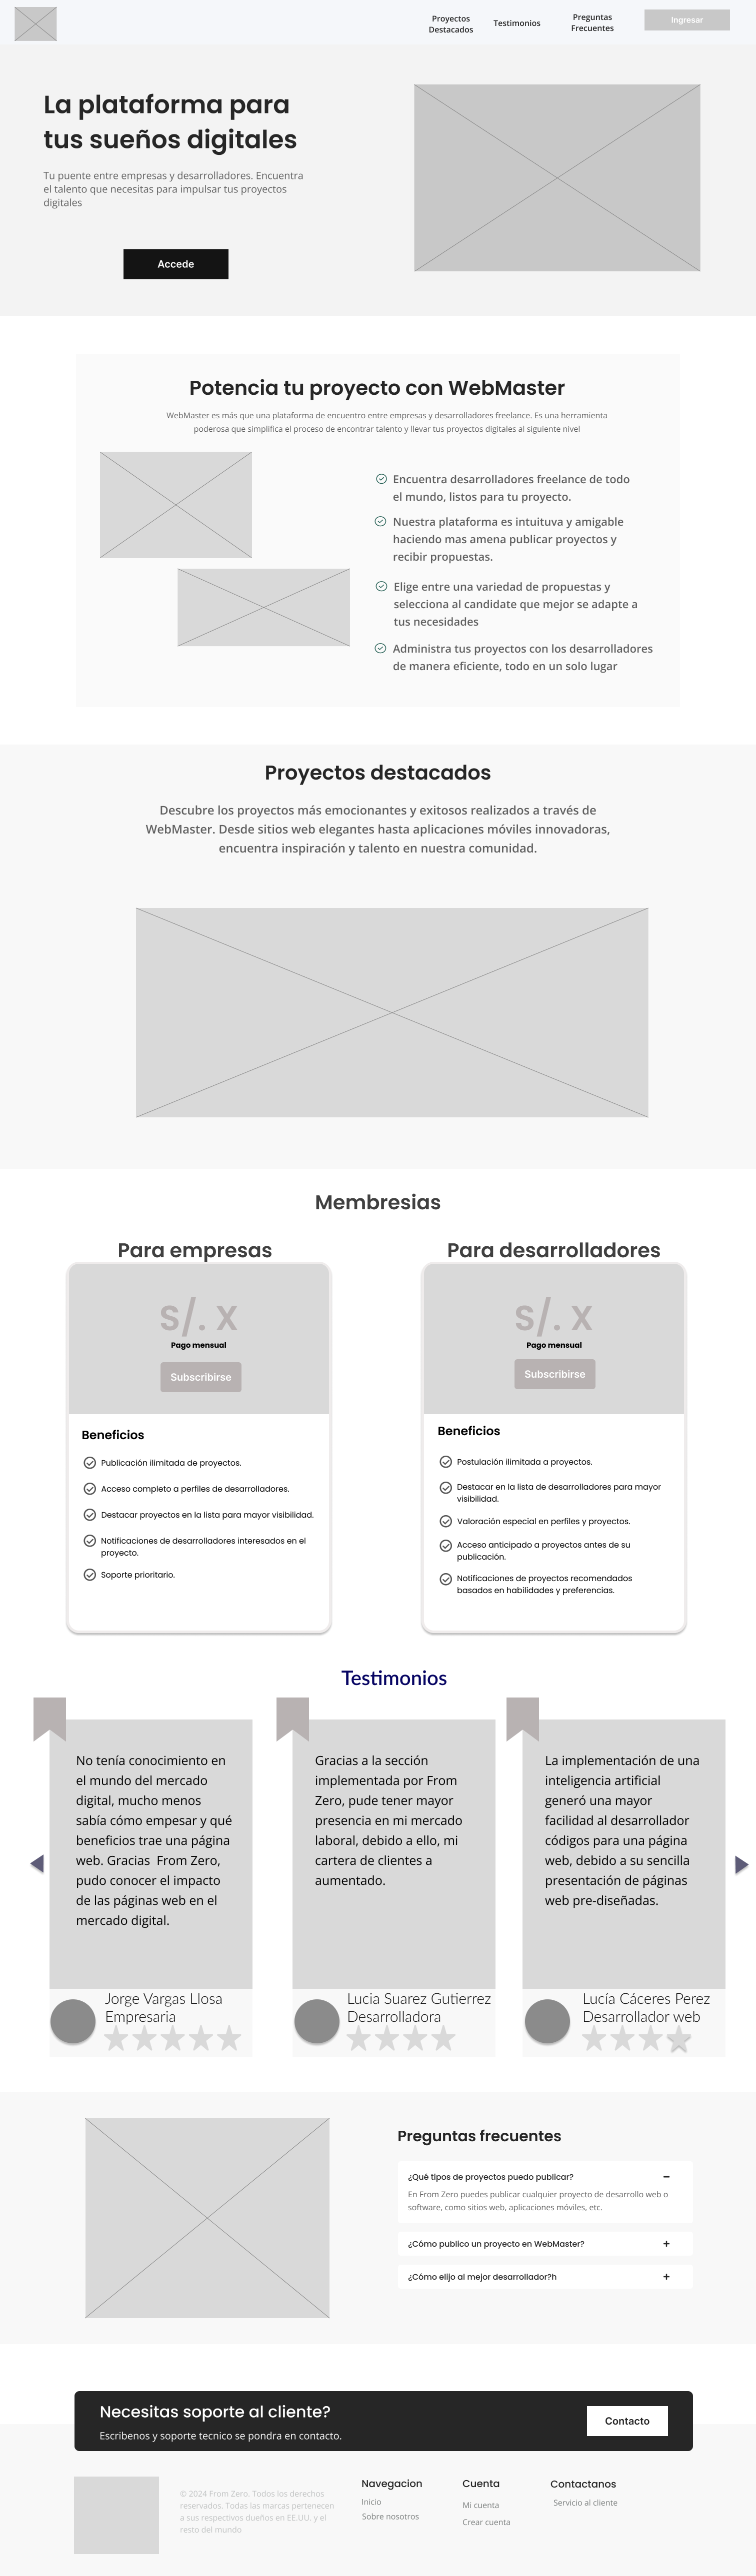 Proyectos
Destacados
Testimonios
Preguntas
Frecuentes
Ingresar
La plataforma para
tus sueños digitales
Tu puente entre empresas y desarrolladores. Encuentra
el talento que necesitas para impulsar tus proyectos
digitales
Accede
Potencia tu proyecto con WebMaster
WebMaster es más que una plataforma de encuentro entre empresas y desarrolladores freelance. Es una herramienta
poderosa que simplifica el proceso de encontrar talento y llevar tus proyectos digitales al siguiente nivel
Encuentra desarrolladores freelance de todo
el mundo, listos para tu proyecto.
Nuestra plataforma es intuituva y amigable
haciendo mas amena publicar proyectos y
recibir propuestas.
Elige entre una variedad de propuestas y
selecciona al candidate que mejor se adapte a
tus necesidades
Administra tus proyectos con los desarrolladores
de manera eficiente, todo en un solo lugar
Proyectos destacados
Descubre los proyectos más emocionantes y exitosos realizados a través de
WebMaster. Desde sitios web elegantes hasta aplicaciones móviles innovadoras,
encuentra inspiración y talento en nuestra comunidad.
Membresias
Para empresas
S/. X
Pago mensual
Subscribirse
Beneficios
Publicación ilimitada de proyectos.
Acceso completo a perfiles de desarrolladores.
Destacar proyectos en la lista para mayor visibilidad.
Notificaciones de desarrolladores interesados en el
proyecto.
Soporte prioritario.
Para desarrolladores
S/. X
Pago mensual
Subscribirse
Beneficios
Postulación ilimitada a proyectos.
Destacar en la lista de desarrolladores para mayor
visibilidad.
Valoración especial en perfiles y proyectos.
Acceso anticipado a proyectos antes de su
publicación.
Notificaciones de proyectos recomendados
basados en habilidades y preferencias.
Testimonios
No tenía conocimiento en
el mundo del mercado
digital, mucho menos
sabía cómo empesar y qué
beneficios trae una página
web. Gracias  From Zero,
pudo conocer el impacto
de las páginas web en el
mercado digital.
Jorge Vargas Llosa
Empresaria
Gracias a la sección
implementada por From
Zero, pude tener mayor
presencia en mi mercado
laboral, debido a ello, mi
cartera de clientes a
aumentado.
Lucia Suarez Gutierrez
Desarrolladora
La implementación de una
inteligencia artificial
generó una mayor
facilidad al desarrollador
códigos para una página
web, debido a su sencilla
presentación de páginas
web pre-diseñadas.
Lucía Cáceres Perez
Desarrollador web
Preguntas frecuentes
¿Qué tipos de proyectos puedo publicar?
En From Zero puedes publicar cualquier proyecto de desarrollo web o
software, como sitios web, aplicaciones móviles, etc.
¿Cómo publico un proyecto en WebMaster?
¿Cómo elijo al mejor desarrollador?h
Necesitas soporte al cliente?
Escribenos y soporte tecnico se pondra en contacto.
Contacto
© 2024 From Zero. Todos los derechos
reservados. Todas las marcas pertenecen
a sus respectivos dueños en EE.UU. y el
resto del mundo
Navegacion
Inicio
Sobre nosotros
Cuenta
Mi cuenta
Crear cuenta
Contactanos
Servicio al cliente